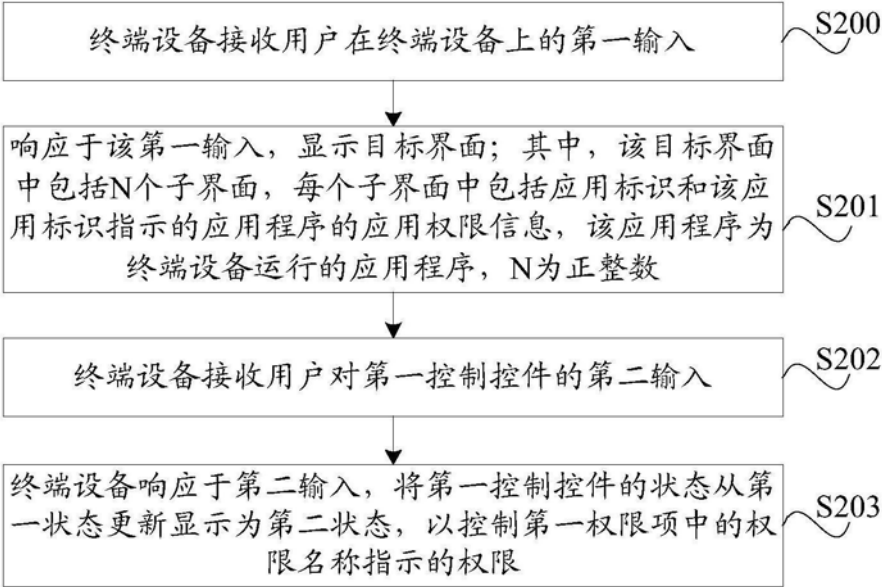 终端设备接收用户在终端设备上的第一输入
S200
响应于该第一输入，显示目标界面；其中，该目标界面
中包括N个子界面，每个子界面中包括应用标识和该应
用标识指示的应用程序的应用权限信息，该应用程序为
终端设备运行的应用程序，N为正整数
S201
终端设备接收用户对第一控制控件的第二输入
S202
终端设备响应于第二输入，将第一控制控件的状态从第
一状态更新显示为第二状态，以控制第一权限项中的权
限名称指示的权限
S203